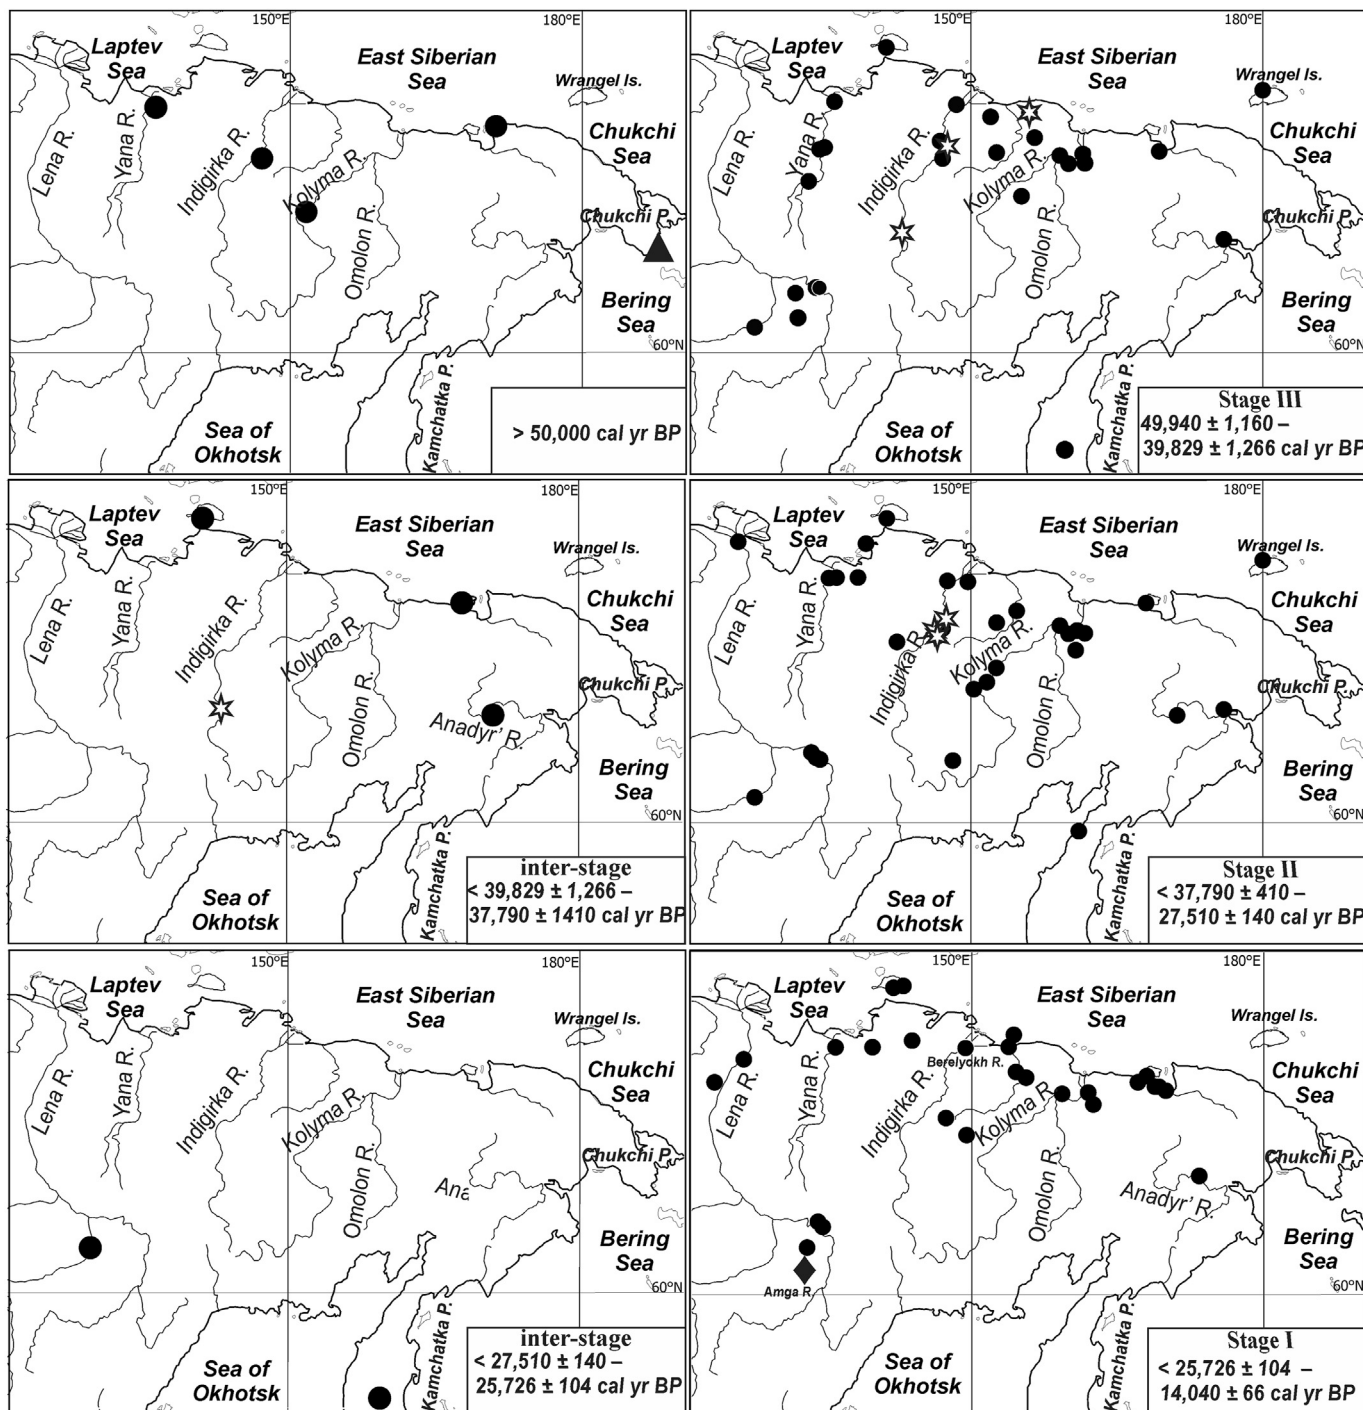 150°E
180°E
Laptev
Sea
East Siberian
Sea
Wrangel Is.
Chukchi
Sea
Lena R.
Yana R.
Indigirka R.
Kolyma R.
Omolon R.
Chukchi P.
Bering
Sea
60°N
Kamchatka P.
Sea of
Okhotsk
> 50,000 cal yr BP
150°E
180°E
Laptev
Sea
East Siberian
Sea
Wrangel Is.
Chukchi
Sea
Lena R.
Yana R.
Indigirka R.
Kolyma R.
Omolon R.
Chukchi P.
Bering
Sea
60°N
Kamchatka P.
Sea of
Okhotsk
Stage III
49,940 ± 1,160 –
39,829 ± 1,266 cal yr BP
150°E
180°E
Laptev
Sea
East Siberian
Sea
Wrangel Is.
Chukchi
Sea
Lena R.
Yana R.
Indigirka R.
Kolyma R.
Omolon R.
Chukchi P.
Anadyr' R.
Bering
Sea
60°N
Kamchatka P.
Sea of
Okhotsk
inter-stage
< 39,829 ± 1,266 –
37,790 ± 1410 cal yr BP
150°E
180°E
Laptev
Sea
East Siberian
Sea
Wrangel Is.
Chukchi
Sea
Lena R.
Yana R.
Indigirka R.
Kolyma R.
Omolon R.
Chukchi P.
Bering
Sea
60°N
Kamchatka P.
Sea of
Okhotsk
Stage II
< 37,790 ± 410 –
27,510 ± 140 cal yr BP
150°E
180°E
Laptev
Sea
East Siberian
Sea
Wrangel Is.
Chukchi
Sea
Lena R.
Yana R.
Indigirka R.
Kolyma R.
Omolon R.
Chukchi P.
Ana
Bering
Sea
60°N
Kamchatka P.
Sea of
Okhotsk
inter-stage
< 27,510 ± 140 –
25,726 ± 104 cal yr BP
150°E
180°E
Laptev
Sea
East Siberian
Sea
Wrangel Is.
Berelyokh R.
Chukchi
Sea
Lena R.
Yana R.
Indigirka R.
Kolyma R.
Omolon R.
Chukchi P.
Anadyr' R.
Bering
Sea
Amga R.
60°N
Kamchatka P.
Sea of
Okhotsk
Stage I
< 25,726 ± 104 –
14,040 ± 66 cal yr BP